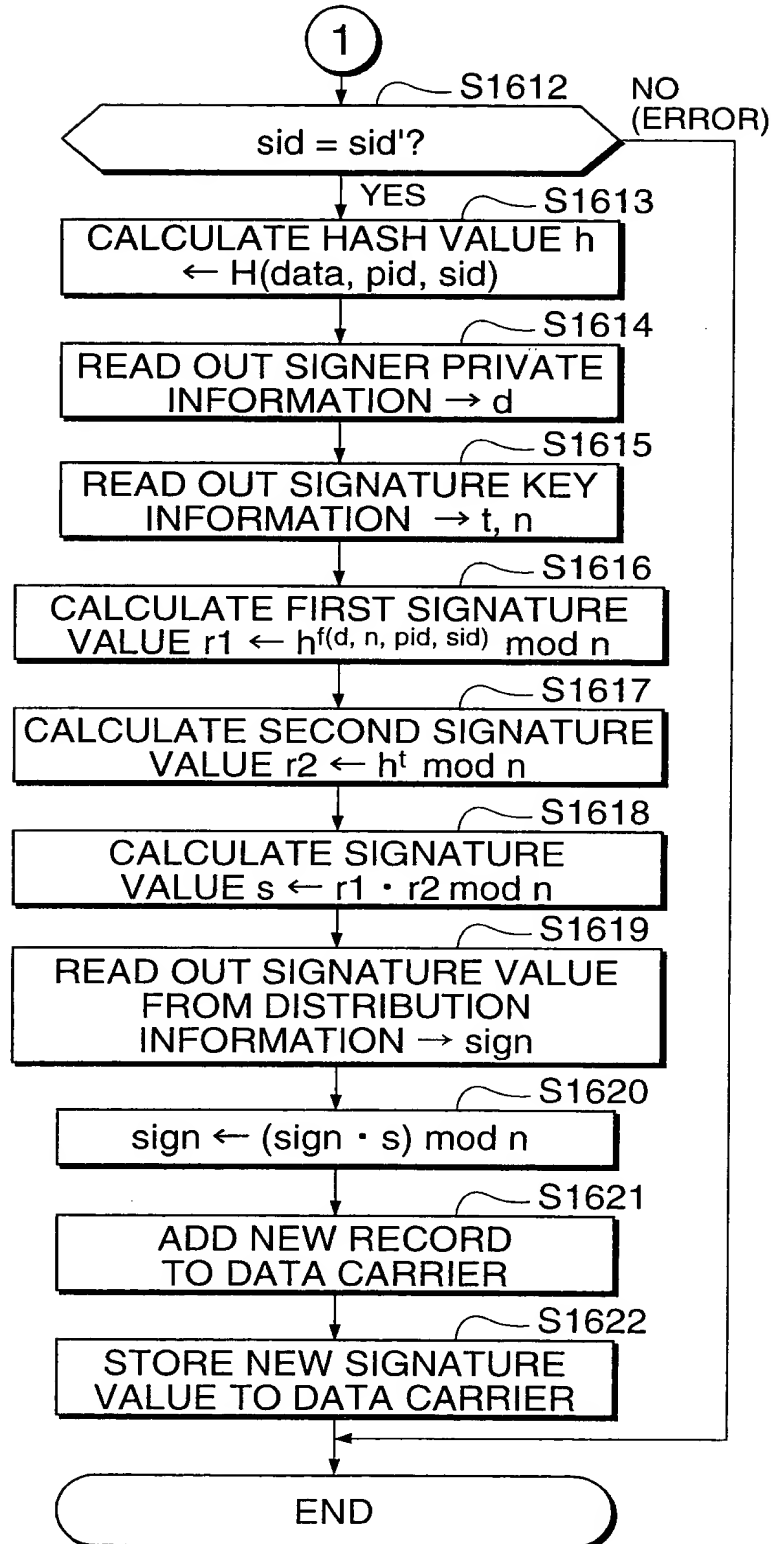 1
S1612
NO
(ERROR)
sid = sid'?
YES
S1613
CALCULATE HASH VALUE h
← H(data, pid, sid)
S1614
READ OUT SIGNER PRIVATE
INFORMATION → d
S1615
READ OUT SIGNATURE KEY
INFORMATION → t, n
S1616
CALCULATE FIRST SIGNATURE
VALUE r1 ← h^f(d, n, pid, sid) mod n
S1617
CALCULATE SECOND SIGNATURE
VALUE r2 ← h^t mod n
S1618
CALCULATE SIGNATURE
VALUE s ← r1 · r2 mod n
S1619
READ OUT SIGNATURE VALUE
FROM DISTRIBUTION
INFORMATION → sign
S1620
sign ← (sign · s) mod n
S1621
ADD NEW RECORD
TO DATA CARRIER
S1622
STORE NEW SIGNATURE
VALUE TO DATA CARRIER
END